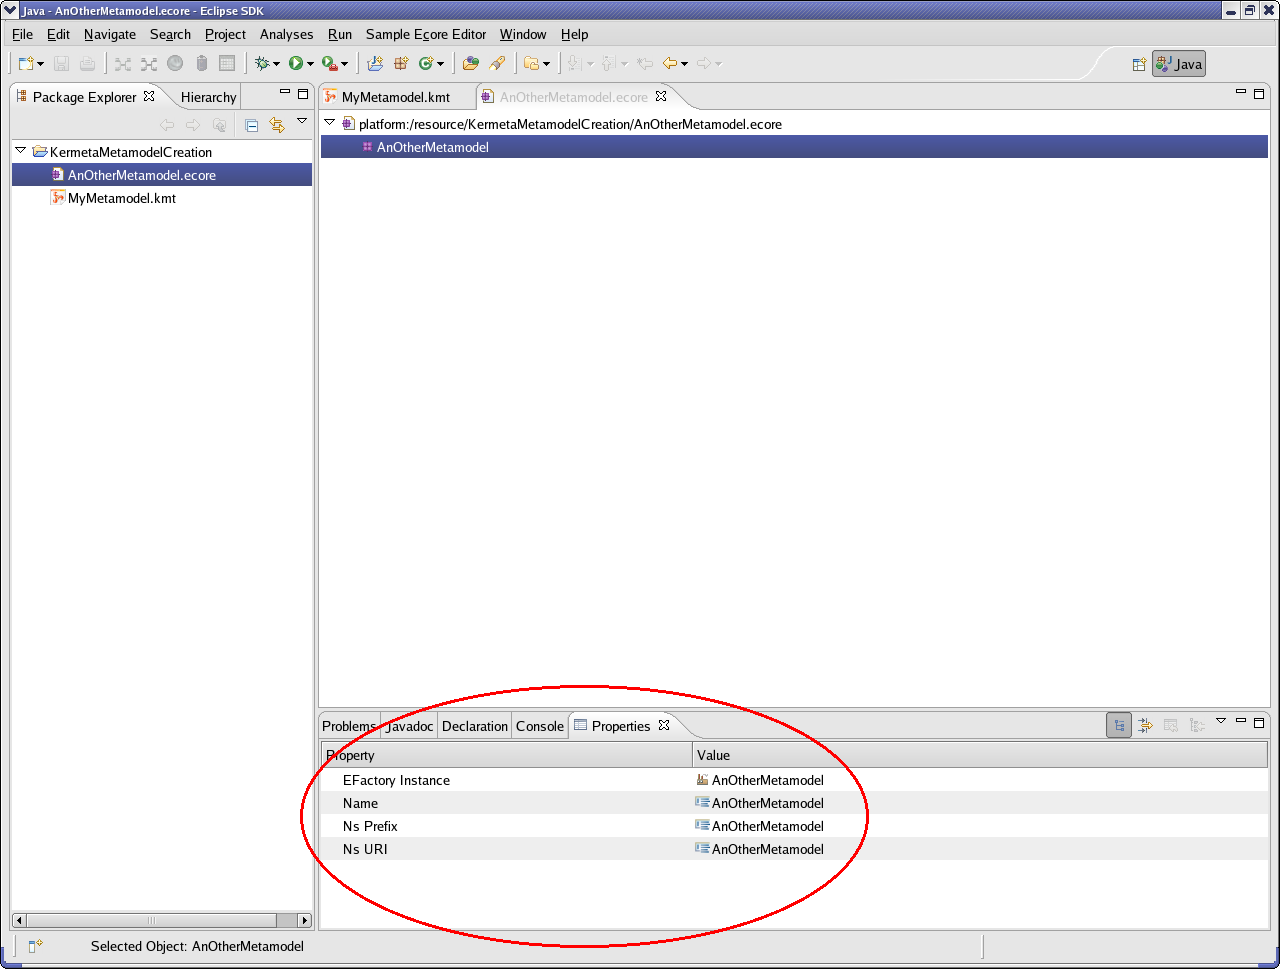 Java - AnOtherMetamodel.ecore - Eclipse SDK
File Edit Navigate Search Project Analyses Run Sample Ecore Editor Window Help
Java
Package Explorer Hierarchy
KermetaMetamodelCreation
AnOtherMetamodel.ecore
MyMetamodel.kmt
MyMetamodel.kmt AnOtherMetamodel.ecore
platform:/resource/KermetaMetamodelCreation/AnOtherMetamodel.ecore
AnOtherMetamodel
Problems Javadoc Declaration Console Properties
Property Value
EFactory Instance AnOtherMetamodel
Name AnOtherMetamodel
Ns Prefix AnOtherMetamodel
Ns URI AnOtherMetamodel
Selected Object: AnOtherMetamodel